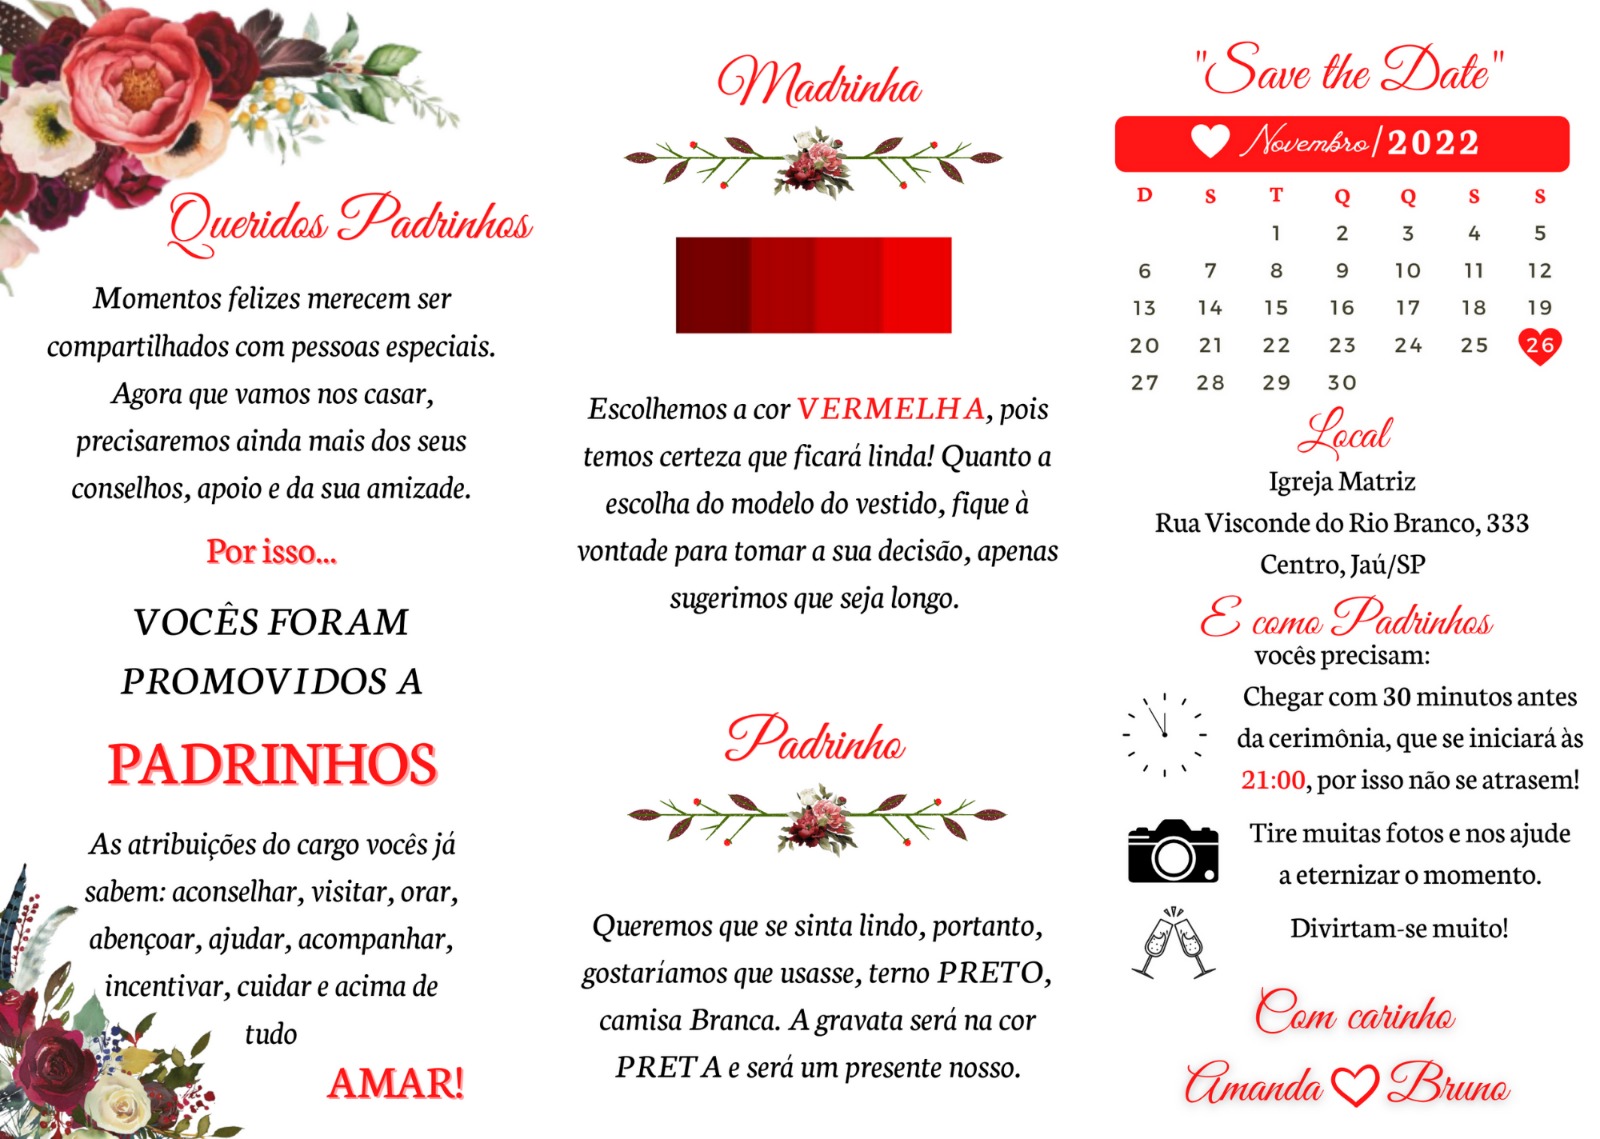 Queridos Padrinhos
Momentos felizes merecem ser
compartilhados com pessoas especiais.
Agora que vamos nos casar,
precisaremos ainda mais dos seus
conselhos, apoio e da sua amizade.
Por isso...
VOCÊS FORAM
PROMOVIDOS A
PADRINHOS
As atribuições do cargo vocês já
sabem: aconselhar, visitar, orar,
abençoar, ajudar, acompanhar,
incentivar, cuidar e acima de
tudo
AMAR!
Madrinha
Escolhemos a cor VERMELHA, pois
temos certeza que ficará linda! Quanto a
escolha do modelo do vestido, fique à
vontade para tomar a sua decisão, apenas
sugerimos que seja longo.
Padrinho
Queremos que se sinta lindo, portanto,
gostaríamos que usasse, terno PRETO,
camisa Branca. A gravata será na cor
PRETA e será um presente nosso.
"Save the Date"
Novembro/2022
D S T Q Q S S
1 2 3 4 5
6 7 8 9 10 11 12
13 14 15 16 17 18 19
20 21 22 23 24 25 26
27 28 29 30
Local
Igreja Matriz
Rua Visconde do Rio Branco, 333
Centro, Jaú/SP
E como Padrinhos
vocês precisam:
Chegar com 30 minutos antes
da cerimônia, que se iniciará às
21:00, por isso não se atrasem!
Tire muitas fotos e nos ajude
a eternizar o momento.
Divirtam-se muito!
Com carinho
Amanda Bruno